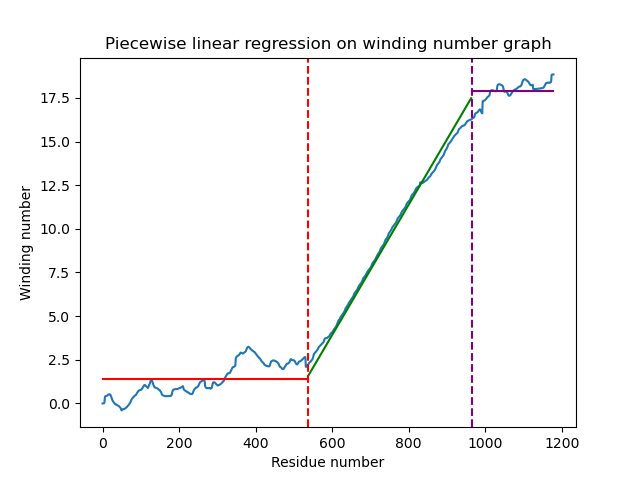 Piecewise linear regression on winding number graph
Winding number
17.5
15.0
12.5
10.0
7.5
5.0
2.5
0.0
0 200 400 600 800 1000 1200
Residue number